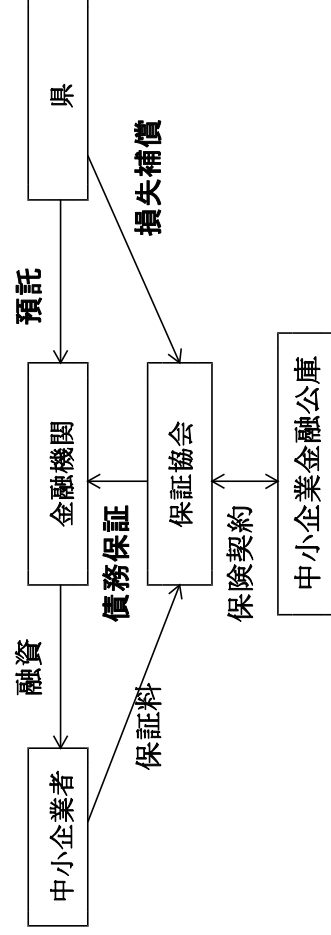 県
預託
損失補償
金融機関
債務保証
保証協会
融資
保険契約
中小企業金融公庫
保証料
中小企業者